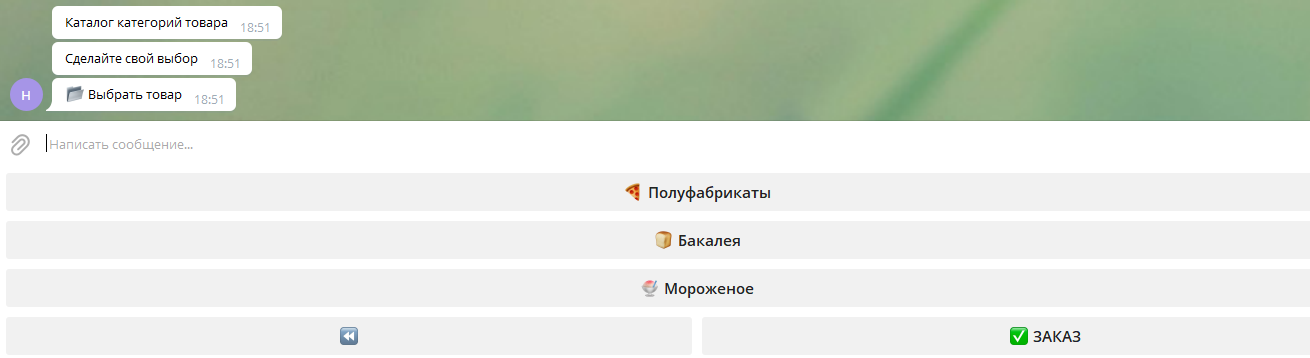 Каталог категорий товара 18:51
Сделайте свой выбор 18:51
Н
Выбрать товар 18:51
Написать сообщение...
Полуфабрикаты
Бакалея
Мороженое
ЗАКАЗ